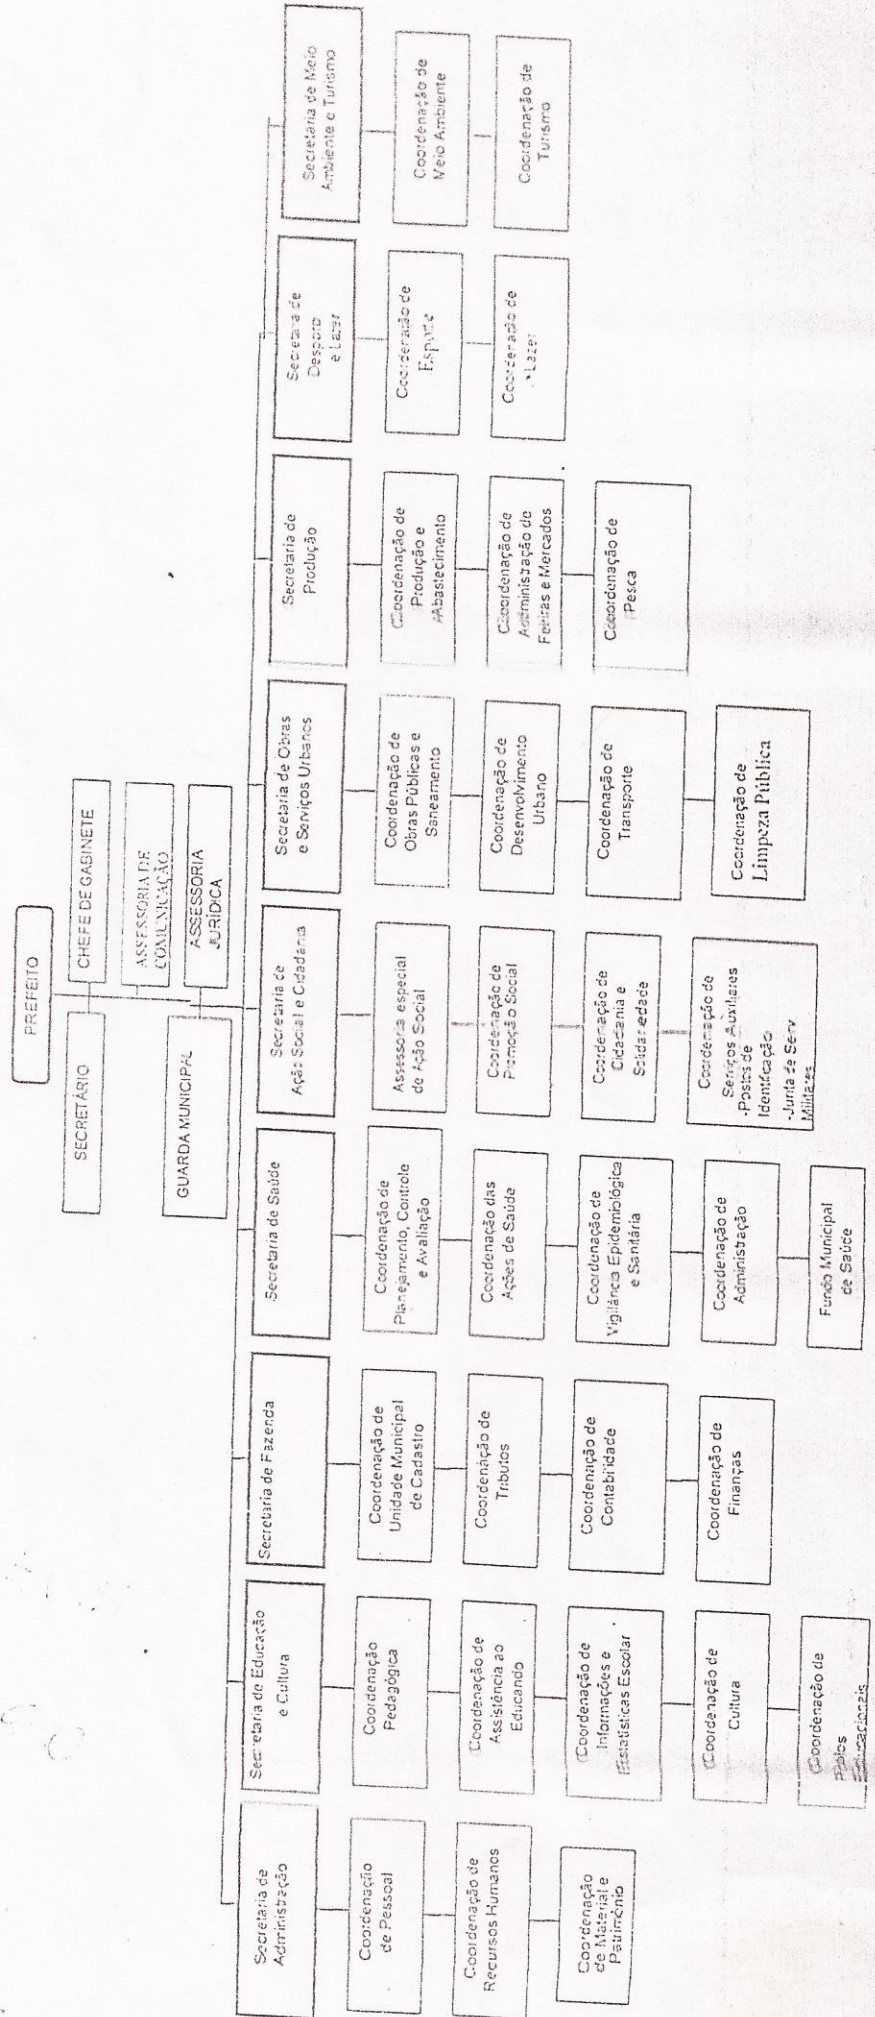 PREFEITO
SECRETÁRIO
CHEFE DE GABINETE
ASSESSORIA DE
COMUNICAÇÃO
GUARDA MUNICIPAL
ASSESSORIA
JURÍDICA
Secretaria de
Administração
Coordenação
de Pessoal
Coordenação de
Recursos Humanos
Coordenação
de Material e
Patrimônio
Secretaria de Educação
e Cultura
Coordenação
Pedagógica
Coordenação de
Assistência ao
Educando
Coordenação de
Informações e
Estatísticas Escolar
Coordenação de
Cultura
Coordenação de
Educacionais
Secretaria de Fazenda
Coordenação de
Unidade Municipal
de Cadastro
Coordenação de
Tributos
Coordenação de
Contabilidade
Coordenação de
Finanças
Secretaria de Saúde
Coordenação de
Planejamento, Controle
e Avaliação
Coordenação das
Ações de Saúde
Coordenação de
Vigilância Epidemiológica
e Sanitária
Coordenação de
Administração
Fundo Municipal
de Saúde
Secretaria de
Ação Social e Cidadania
Assessoria especial
de Ação Social
Coordenação de
Promoção Social
Coordenação de
Cidadania e
Solidariedade
Coordenação de
Serviços Auxiliares
-Postos de
Identificação
-Junta de Serv.
Militares
Secretaria de Obras
e Serviços Urbanos
Coordenação de
Obras Públicas e
Saneamento
Coordenação de
Desenvolvimento
Urbano
Coordenação de
Transporte
Coordenação de
Limpeza Pública
Secretaria de
Produção
Coordenação de
Produção e
Abastecimento
Coordenação de
Administração de
Feiras e Mercados
Coordenação de
Pesca
Secretaria de
Desporo
e Lazer
Coordenação de
Esporte
Coordenação de
Lazer
Secretaria de Meio
Ambiente e Turismo
Coordenação de
Meio Ambiente
Coordenação de
Turismo